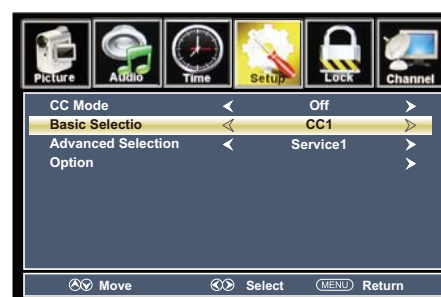 Picture Audio Time Setup Lock Channel
CC Mode Off
Basic Selectio CC1
Advanced Selection Service1
Option
Move Select MENU Return